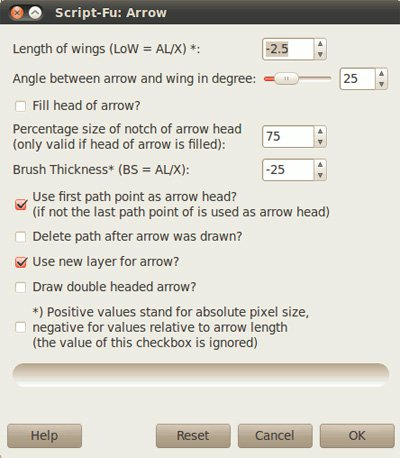 Script-Fu: Arrow
Length of wings (LoW = AL/X) *:
-2.5
Angle between arrow and wing in degree:
25
Fill head of arrow?
Percentage size of notch of arrow head
(only valid if head of arrow is filled):
75
Brush Thickness* (BS = AL/X):
-25
Use first path point as arrow head?
(if not the last path point of is used as arrow head)
Delete path after arrow was drawn?
Use new layer for arrow?
Draw double headed arrow?
*) Positive values stand for absolute pixel size,
negative for values relative to arrow length
(the value of this checkbox is ignored)
Help
Reset
Cancel
OK